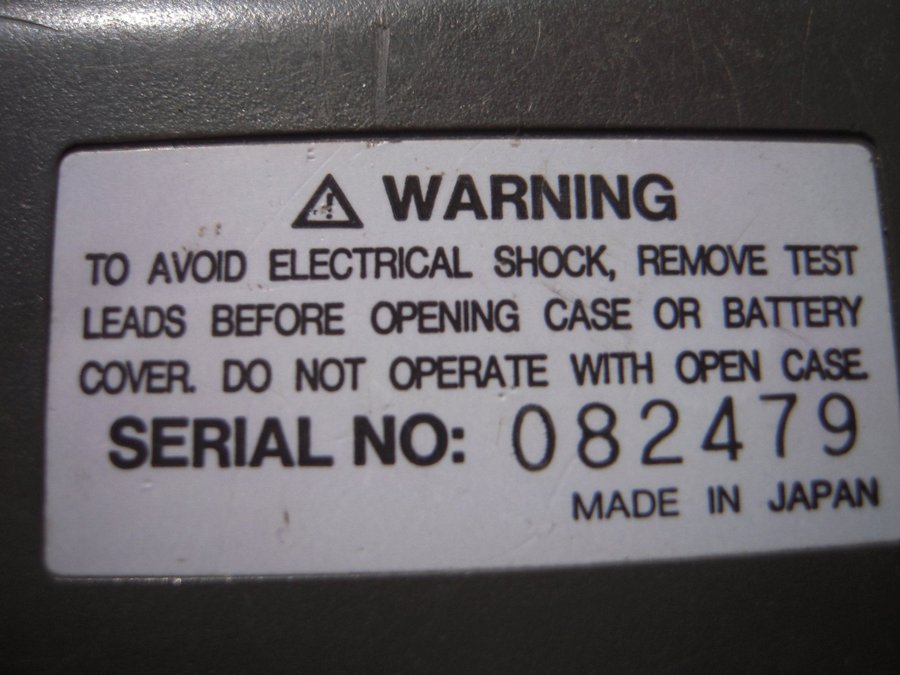 ⚠ WARNING
TO AVOID ELECTRICAL SHOCK, REMOVE TEST
LEADS BEFORE OPENING CASE OR BATTERY
COVER. DO NOT OPERATE WITH OPEN CASE.
SERIAL NO: 082479
MADE IN JAPAN